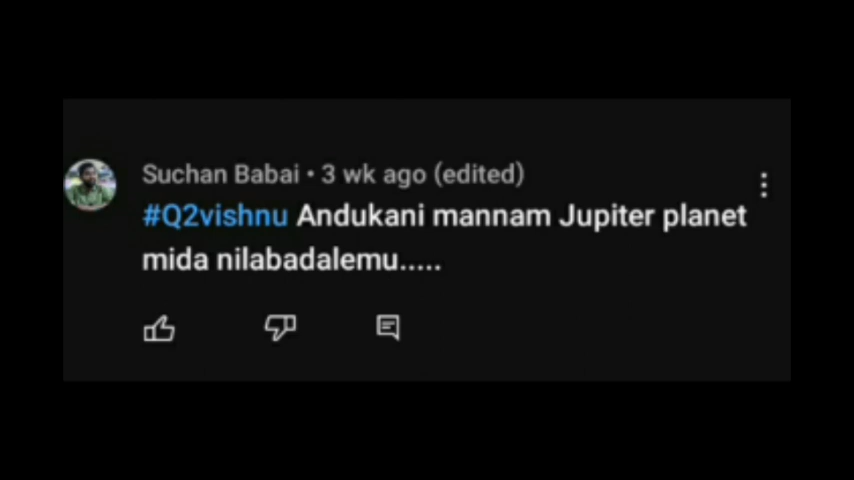 Suchan Babai • 3 wk ago (edited)
#Q2vishnu Andukani mannam Jupiter planet
mida nilabadalemu.....